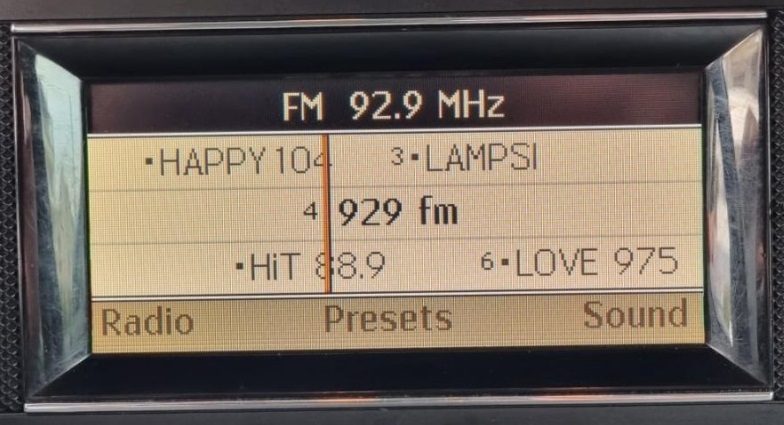 FM 92.9 MHz
▪HAPPY 104 3▪LAMPSI
4 929 fm
▪HiT 88.9 6▪LOVE 975
Radio Presets Sound